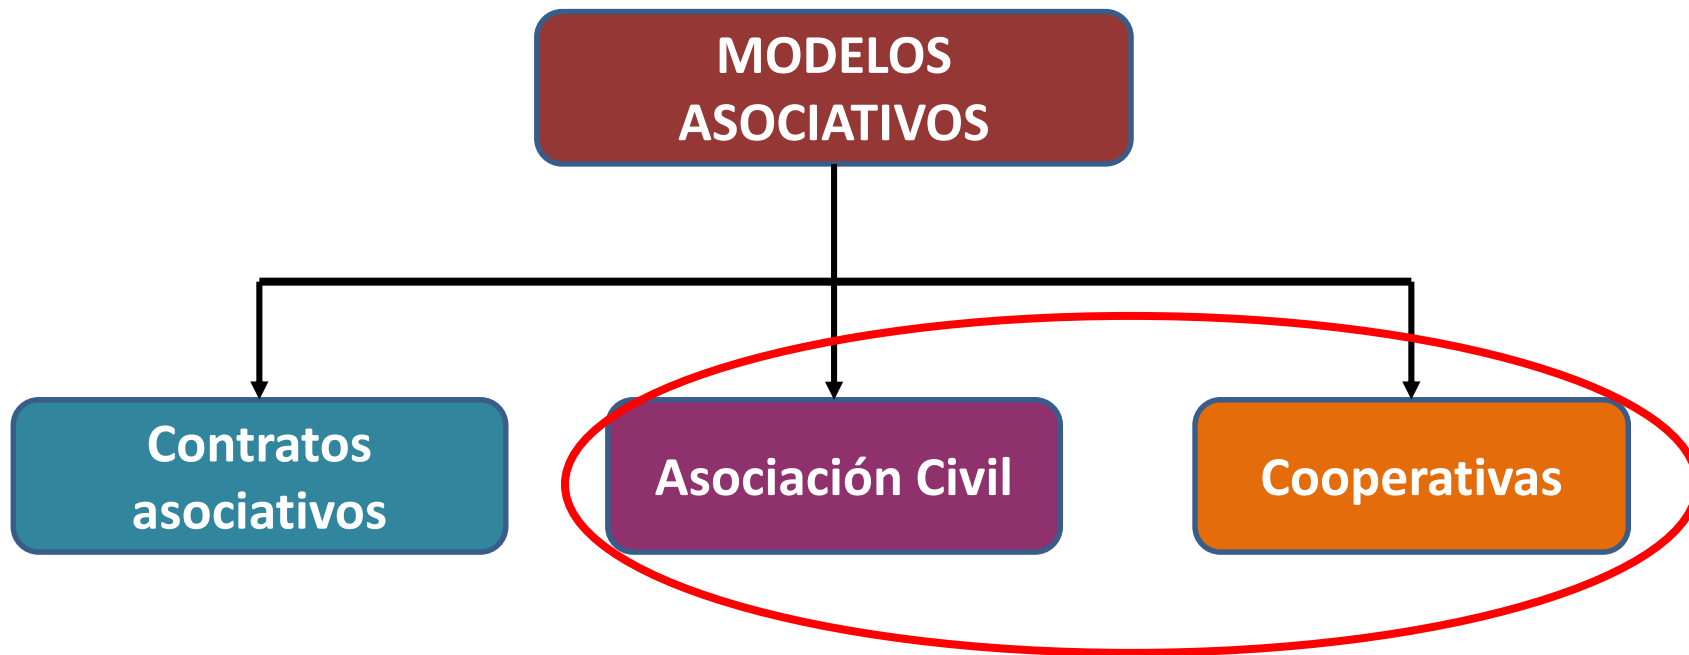 MODELOS
ASOCIATIVOS
Contratos
asociativos
Asociación Civil
Cooperativas